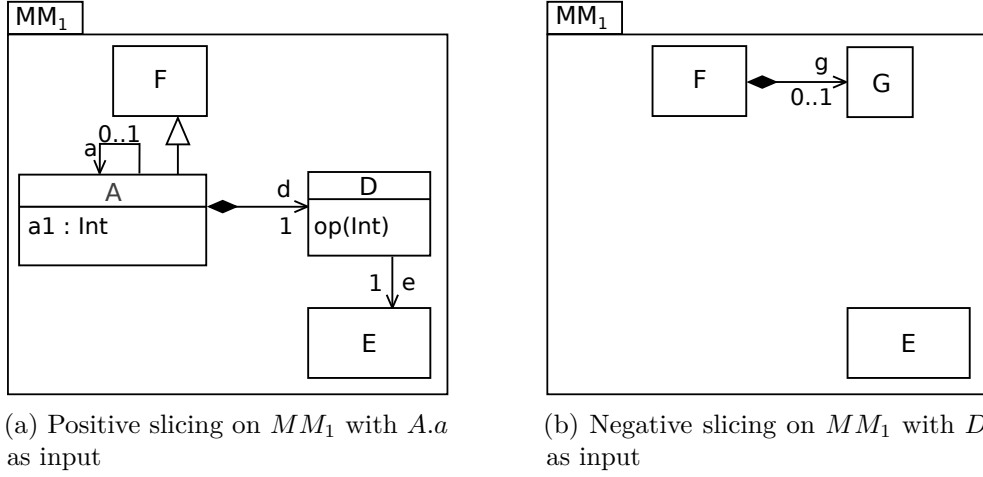 MM₁
F
0..1
a
A
a1 : Int
d
1
D
op(Int)
1 e
E
(a) Positive slicing on MM₁ with A.a
as input
MM₁
F
g
0..1
G
E
(b) Negative slicing on MM₁ with D
as input